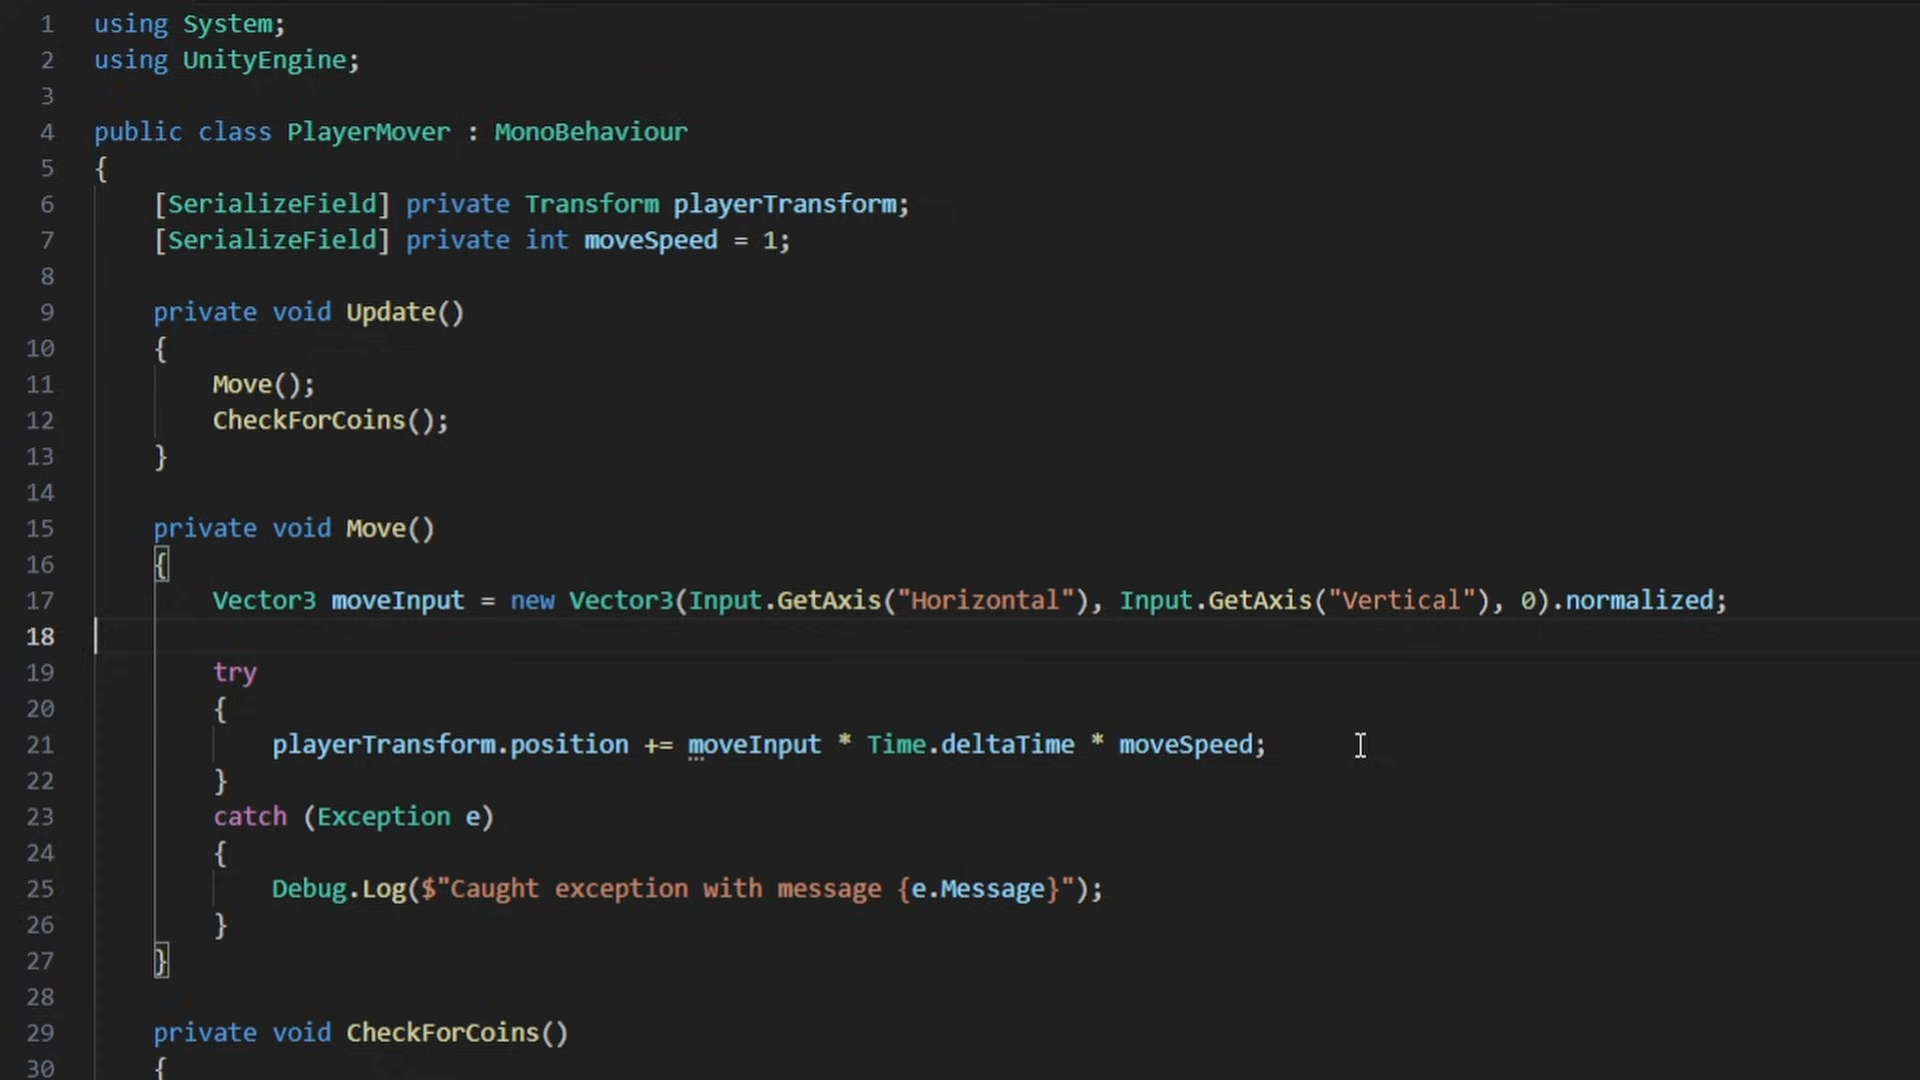 1 using System;
2 using UnityEngine;
3
4 public class PlayerMover : MonoBehaviour
5 {
6 [SerializeField] private Transform playerTransform;
7 [SerializeField] private int moveSpeed = 1;
8
9 private void Update()
10 {
11 Move();
12 CheckForCoins();
13 }
14
15 private void Move()
16 {
17 Vector3 moveInput = new Vector3(Input.GetAxis("Horizontal"), Input.GetAxis("Vertical"), 0).normalized;
18
19 try
20 {
21 playerTransform.position += moveInput * Time.deltaTime * moveSpeed;
22 }
23 catch (Exception e)
24 {
25 Debug.Log($"Caught exception with message {e.Message}");
26 }
27 }
28
29 private void CheckForCoins()
30 {